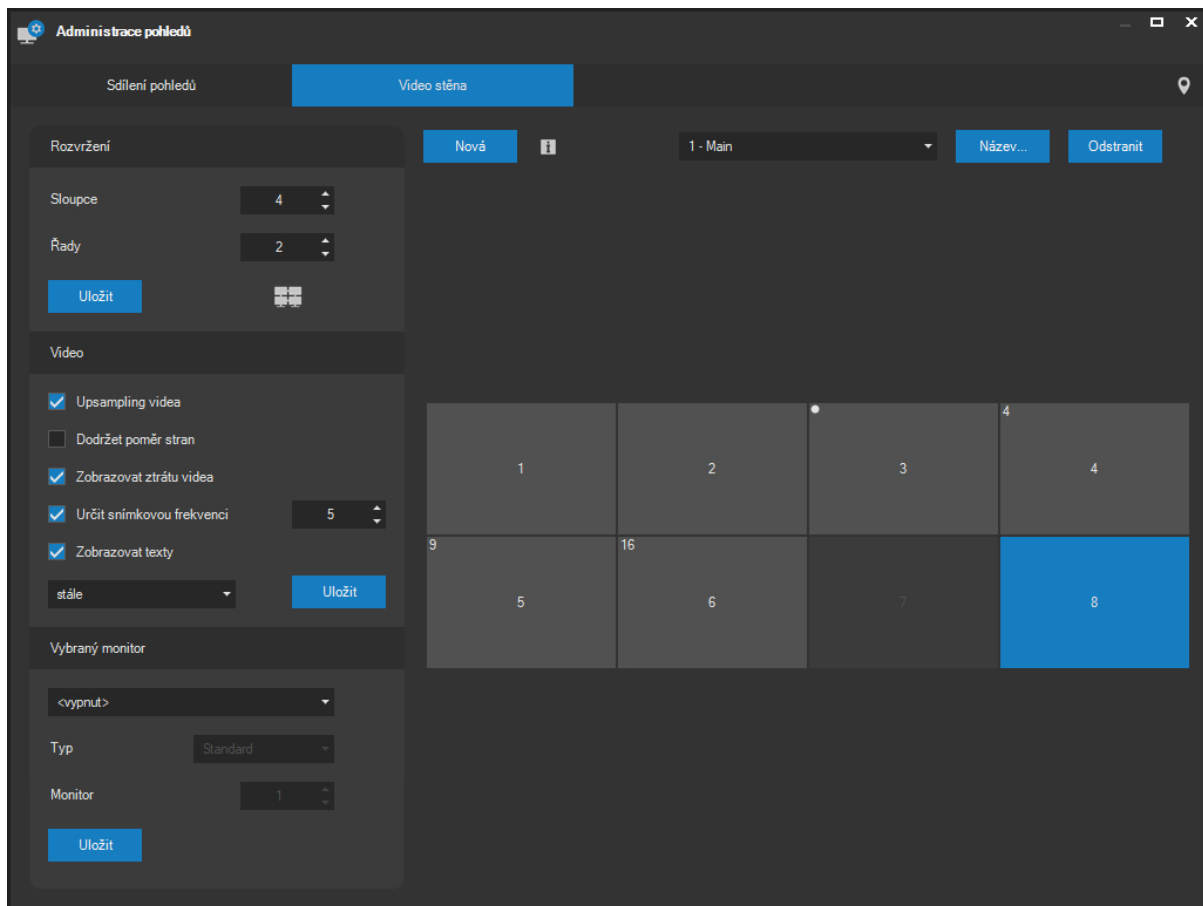 Administrace pohledů
Sdílení pohledů
Video stěna
Rozvržení
Sloupce 4
Řady 2
Uložit
Video
Upsampling videa
Dodržet poměr stran
Zobrazovat ztrátu videa
Určit snímkovou frekvenci 5
Zobrazovat texty
stále
Uložit
Vybraný monitor
<vypnut>
Typ Standard
Monitor 1
Uložit
Nová
1 - Main
Název...
Odstranit
1
2
3
4
4
9
5
16
6
7
8